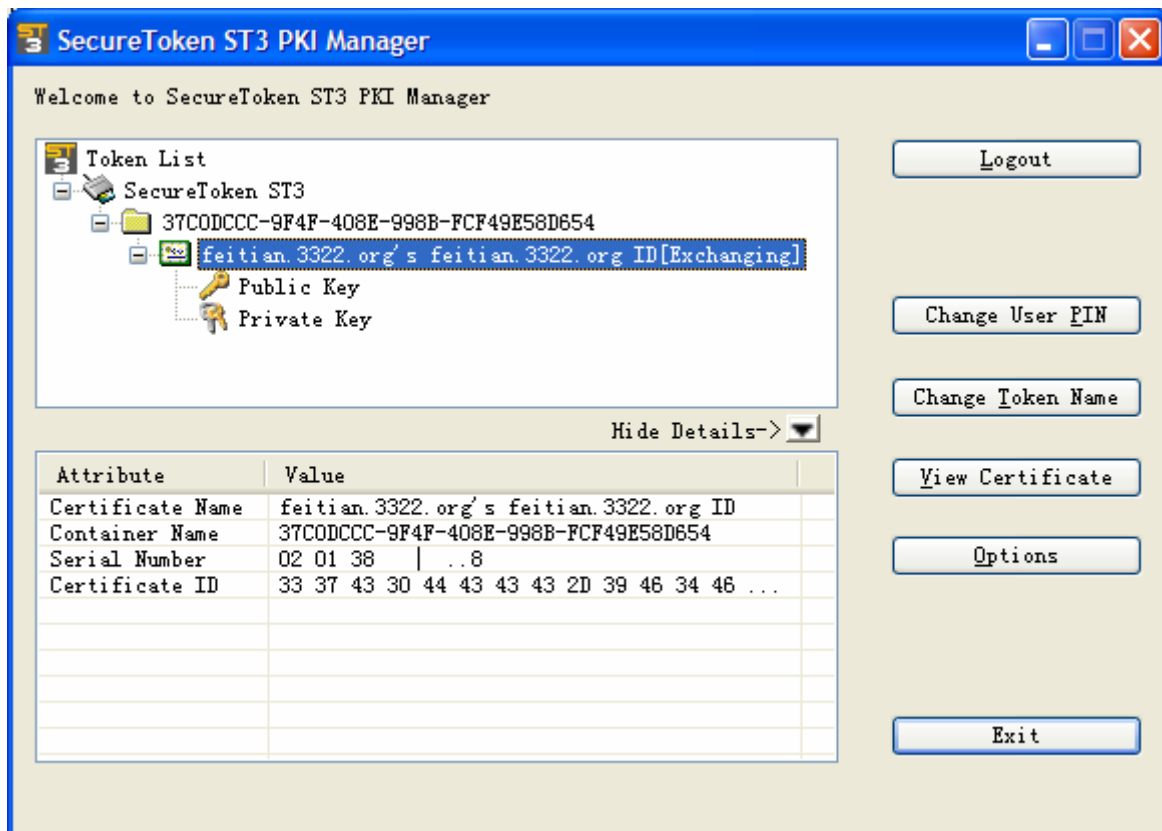 ST3 SecureToken ST3 PKI Manager
Welcome to SecureToken ST3 PKI Manager
ST3 Token List
SecureToken ST3
37C0DCCC-9F4F-408E-998B-FCF49E58D654
feitian.3322.org's feitian.3322.org ID[Exchanging]
Public Key
Private Key
Hide Details->
Logout
Change User PIN
Change Token Name
View Certificate
Options
Exit
Attribute Value
Certificate Name feitian.3322.org's feitian.3322.org ID
Container Name 37C0DCCC-9F4F-408E-998B-FCF49E58D654
Serial Number 02 01 38 | ..8
Certificate ID 33 37 43 30 44 43 43 43 2D 39 46 34 46 ...